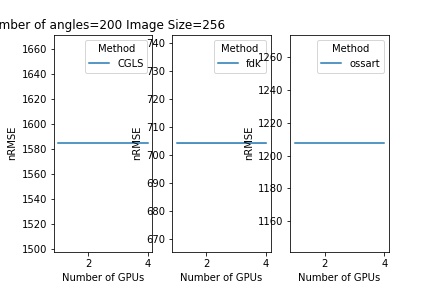 mber of angles=200 Image Size=256
nRMSE
1660
1640
1620
1600
1580
1560
1540
1520
1500
Method
CGLS
2
4
Number of GPUs
nRMSE
740
730
720
710
700
690
680
670
Method
fdk
2
4
Number of GPUs
nRMSE
1260
1240
1220
1200
1180
1160
Method
ossart
2
4
Number of GPUs